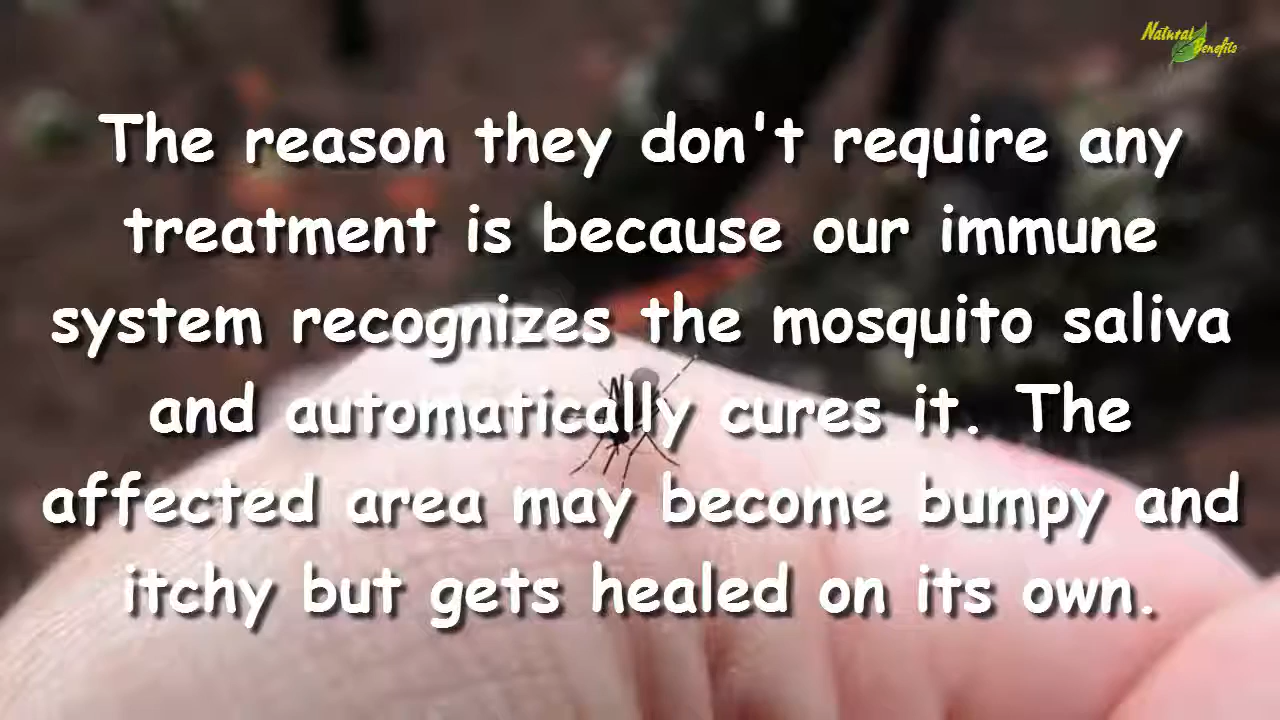 Natural
Benefits
The reason they don't require any
treatment is because our immune
system recognizes the mosquito saliva
and automatically cures it. The
affected area may become bumpy and
itchy but gets healed on its own.